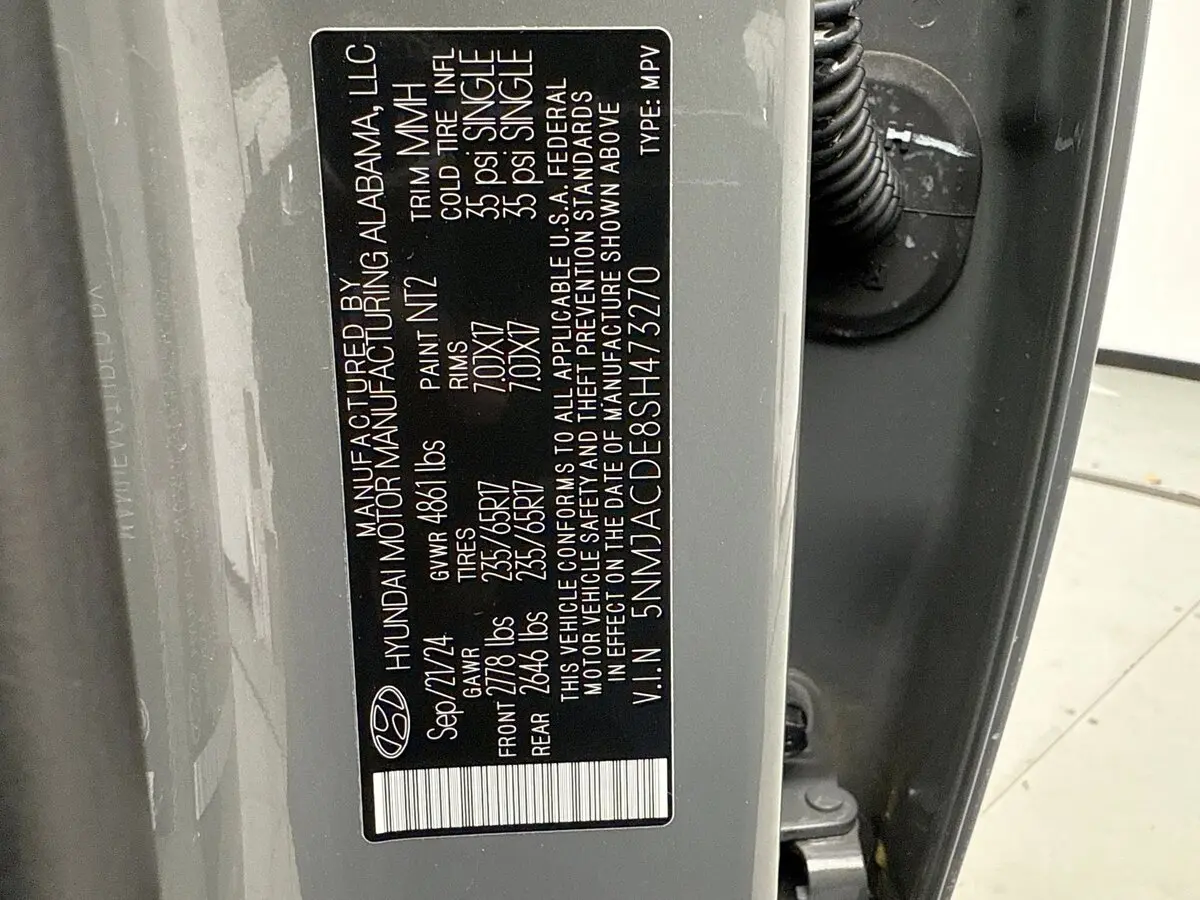 MANUFACTURED BY
HYUNDAI MOTOR MANUFACTURING ALABAMA, LLC
Sep/21/24 GVWR 4861 lbs PAINT NT2 TRIM MMH
GAWR TIRES RIMS COLD TIRE INFL
FRONT 2778 lbs 235/65R17 7.0JX17 35 psi SINGLE
REAR 2646 lbs 235/65R17 7.0JX17 35 psi SINGLE
THIS VEHICLE CONFORMS TO ALL APPLICABLE U.S.A. FEDERAL
MOTOR VEHICLE SAFETY AND THEFT PREVENTION STANDARDS
IN EFFECT ON THE DATE OF MANUFACTURE SHOWN ABOVE
V.I.N 5NMJACDE8SH473270 TYPE: MPV